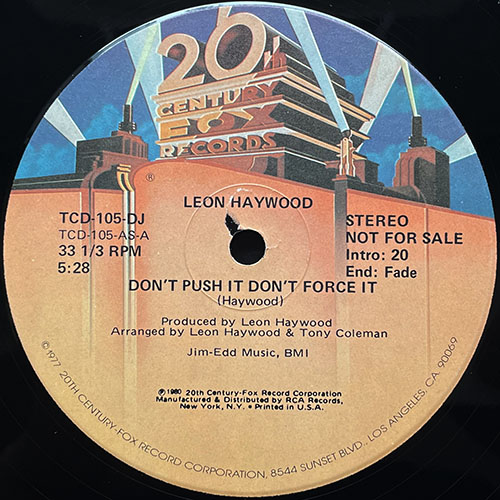 20th
CENTURY
FOX
RECORDS
®
LEON HAYWOOD
TCD-105-DJ
TCD-105-AS-A
33 1/3 RPM
5:28
STEREO
NOT FOR SALE
Intro: 20
End: Fade
DON'T PUSH IT DON'T FORCE IT
(Haywood)
Produced by Leon Haywood
Arranged by Leon Haywood & Tony Coleman
Jim-Edd Music, BMI
℗ 1980 20th Century-Fox Record Corporation
Manufactured & Distributed by RCA Records,
New York, N.Y. • Printed in U.S.A.
©1977 20TH CENTURY-FOX RECORD CORPORATION, 8544 SUNSET BLVD., LOS ANGELES, CA 90069